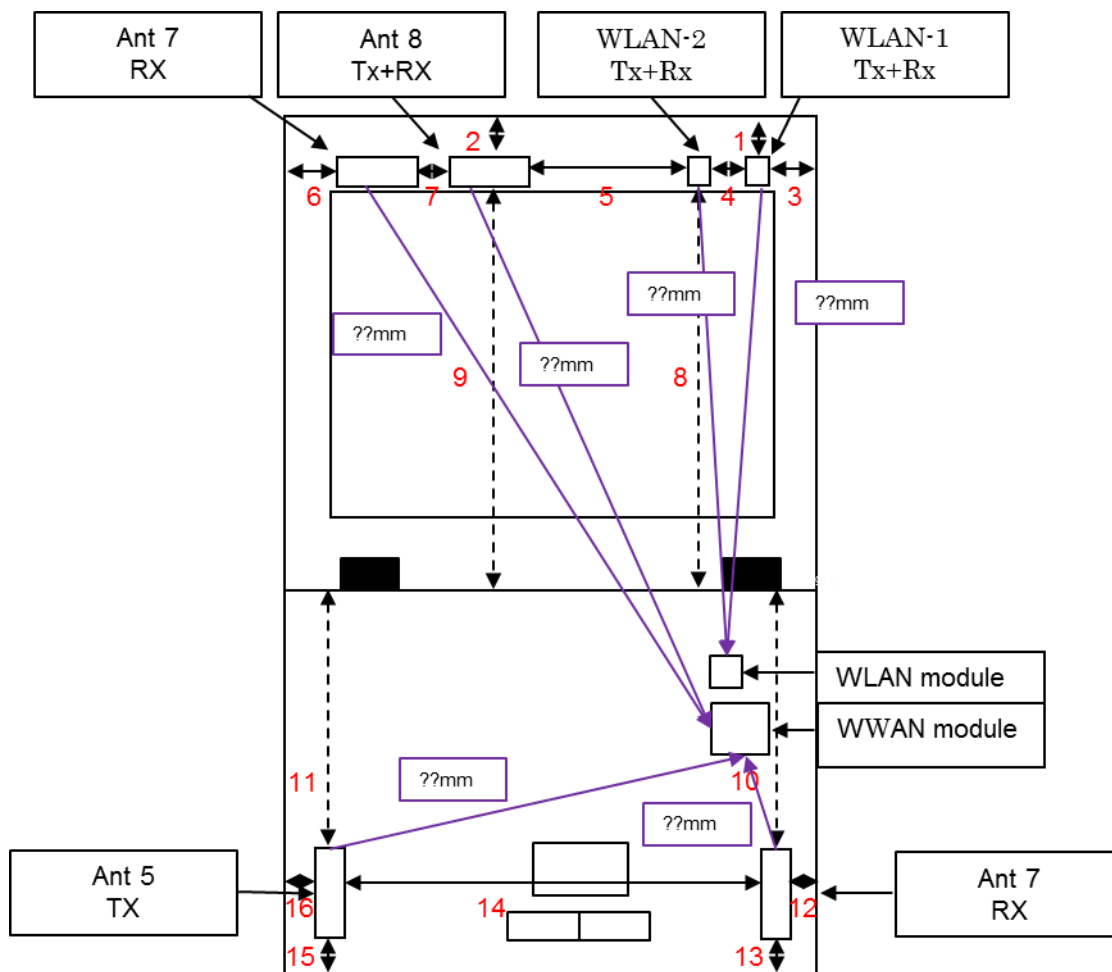 Ant 7
RX
Ant 8
Tx+RX
WLAN-2
Tx+Rx
WLAN-1
Tx+Rx
2
1
6
7
5
4
3
??mm
??mm
??mm
??mm
9
8
WLAN module
WWAN module
11
10
??mm
??mm
Ant 5
TX
Ant 7
RX
16
14
12
15
13